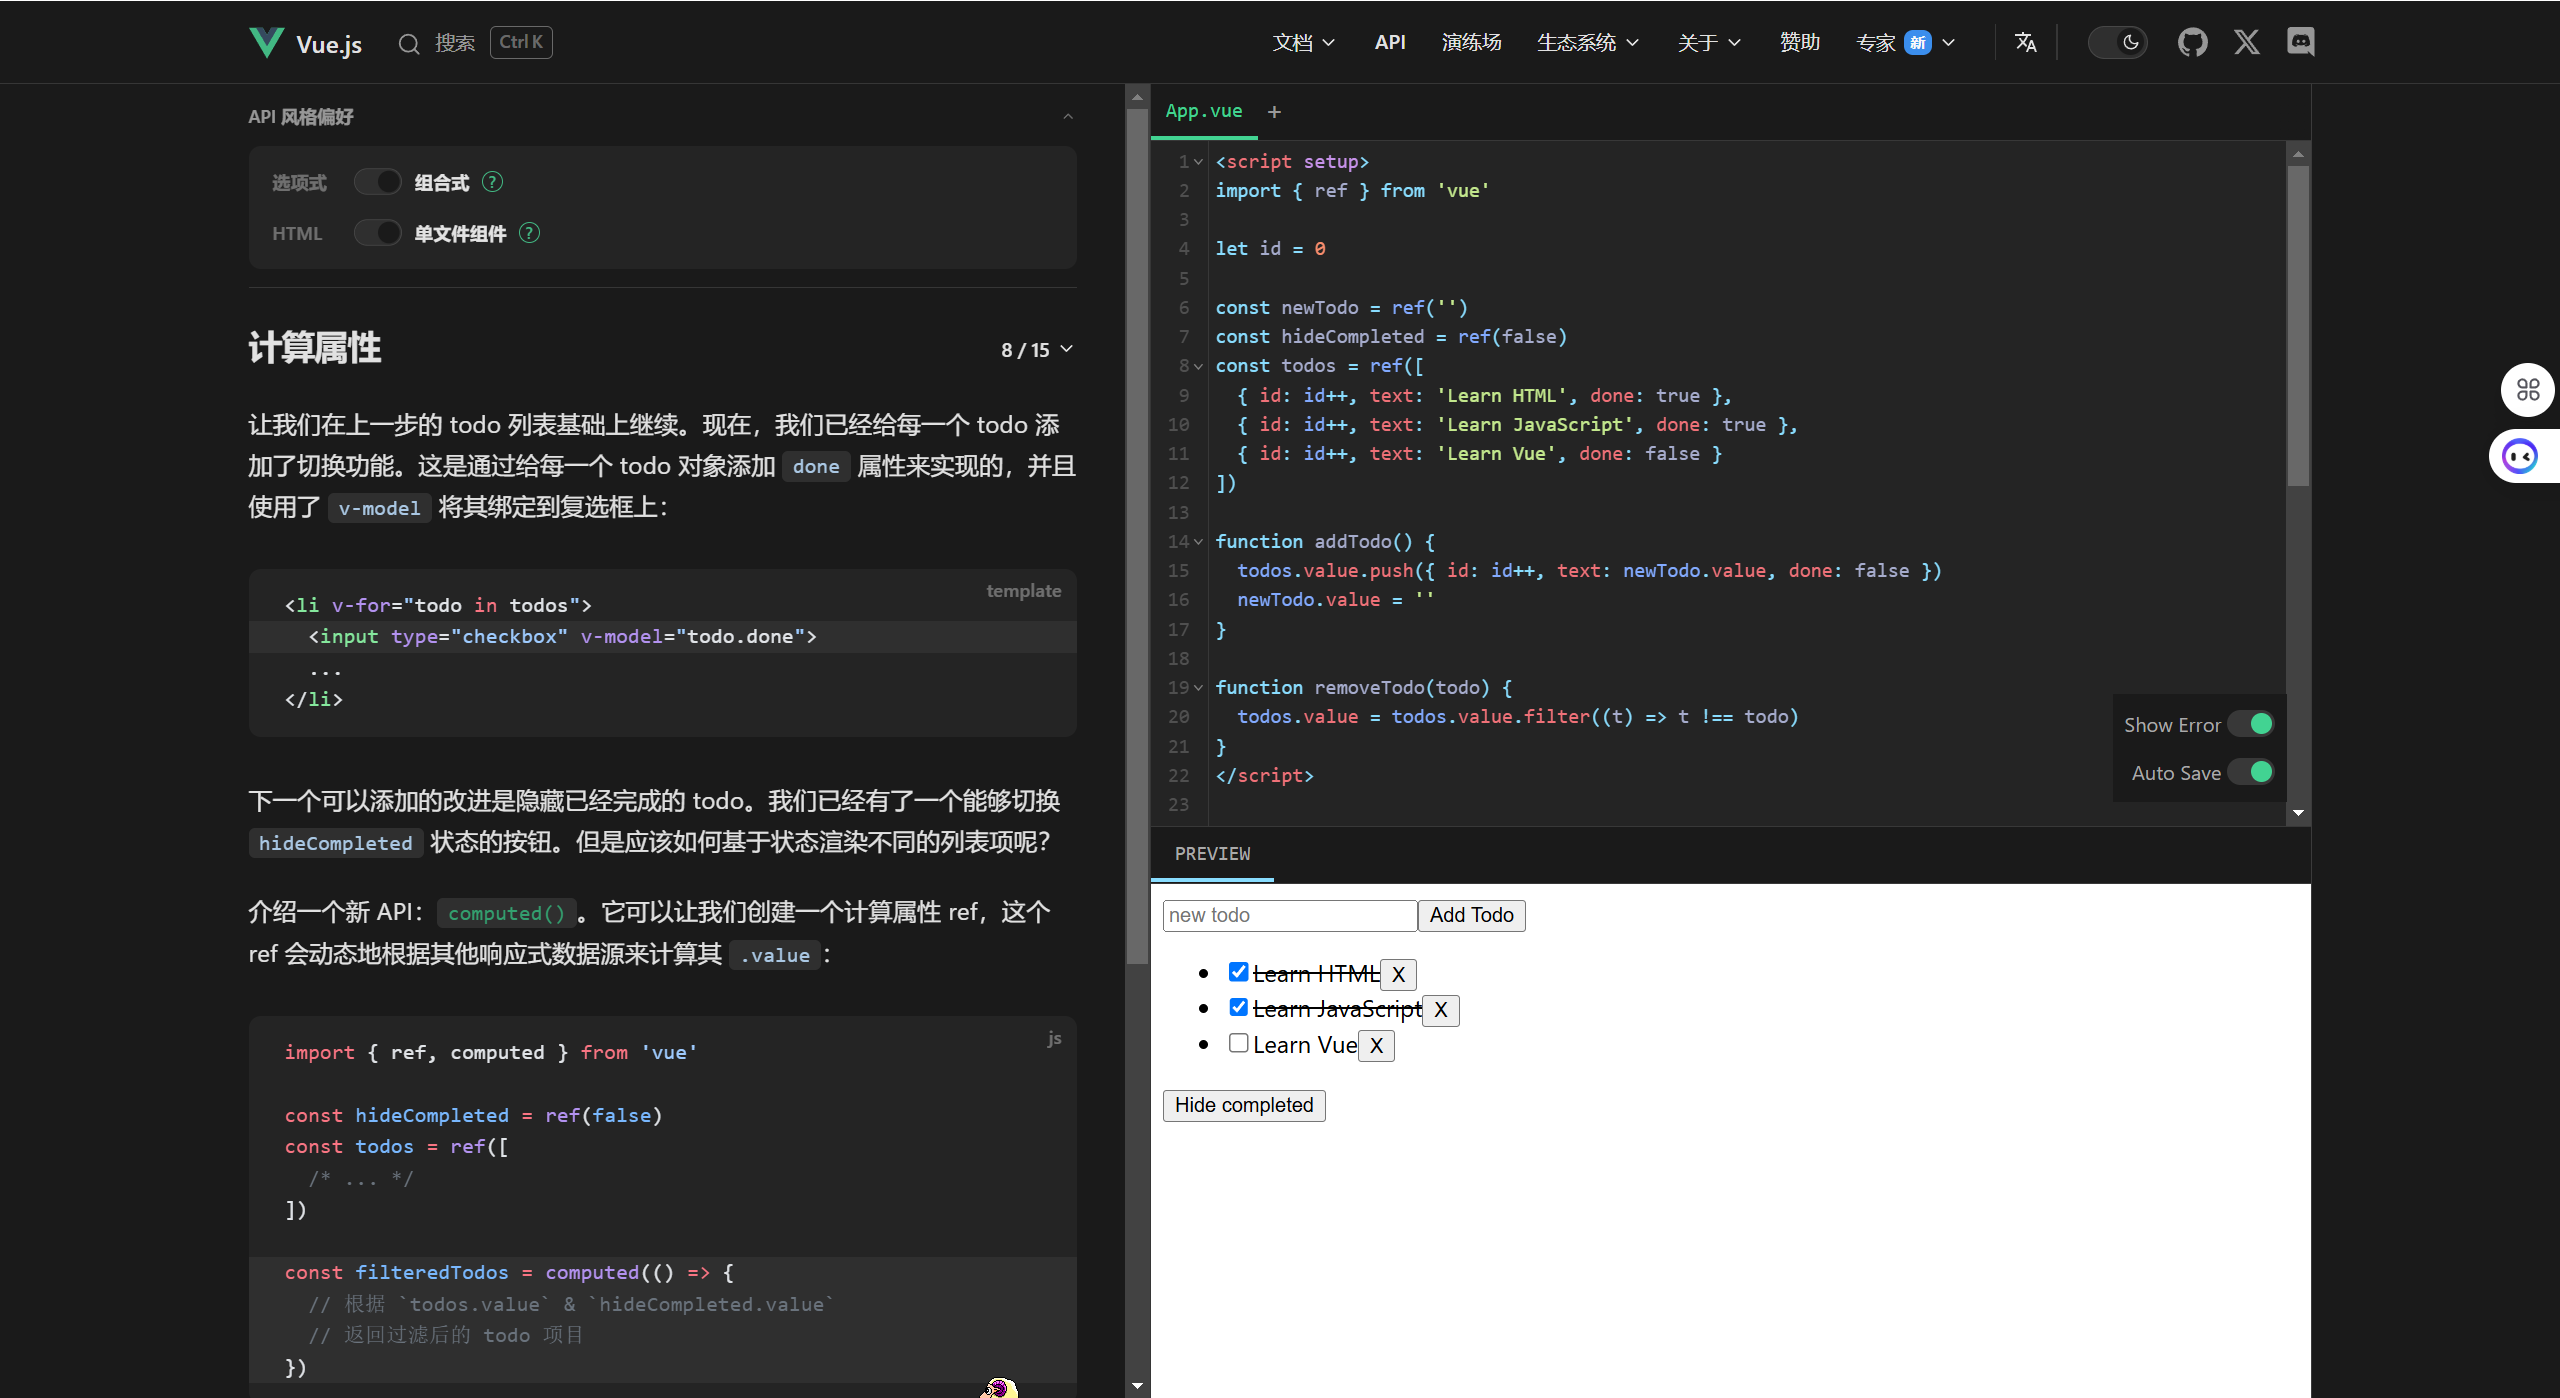 Vue.js 搜索 Ctrl K 文档 API 演练场 生态系统 关于 赞助 专家 新
API 风格偏好
选项式 组合式 ?
HTML 单文件组件 ?
计算属性
8 / 15
让我们在上一步的 todo 列表基础上继续。现在，我们已经给每一个 todo 添
加了切换功能。这是通过给每一个 todo 对象添加 done 属性来实现的，并且
使用了 v-model 将其绑定到复选框上：
template
<li v-for="todo in todos">
  <input type="checkbox" v-model="todo.done">
  ...
</li>
下一个可以添加的改进是隐藏已经完成的 todo。我们已经有了一个能够切换
hideCompleted 状态的按钮。但是应该如何基于状态渲染不同的列表项呢？
介绍一个新 API：computed()。它可以让我们创建一个计算属性 ref，这个
ref 会动态地根据其他响应式数据源来计算其 .value：
js
import { ref, computed } from 'vue'
const hideCompleted = ref(false)
const todos = ref([
  /* ... */
])
const filteredTodos = computed(() => {
  // 根据 `todos.value` & `hideCompleted.value`
  // 返回过滤后的 todo 项目
})
App.vue +
1 <script setup>
2 import { ref } from 'vue'
3
4 let id = 0
5
6 const newTodo = ref('')
7 const hideCompleted = ref(false)
8 const todos = ref([
9   { id: id++, text: 'Learn HTML', done: true },
10   { id: id++, text: 'Learn JavaScript', done: true },
11   { id: id++, text: 'Learn Vue', done: false }
12 ])
13
14 function addTodo() {
15   todos.value.push({ id: id++, text: newTodo.value, done: false })
16   newTodo.value = ''
17 }
18
19 function removeTodo(todo) {
20   todos.value = todos.value.filter((t) => t !== todo)
21 }
22 </script>
23
Show Error
Auto Save
PREVIEW
new todo Add Todo
Learn HTML X
Learn JavaScript X
Learn Vue X
Hide completed